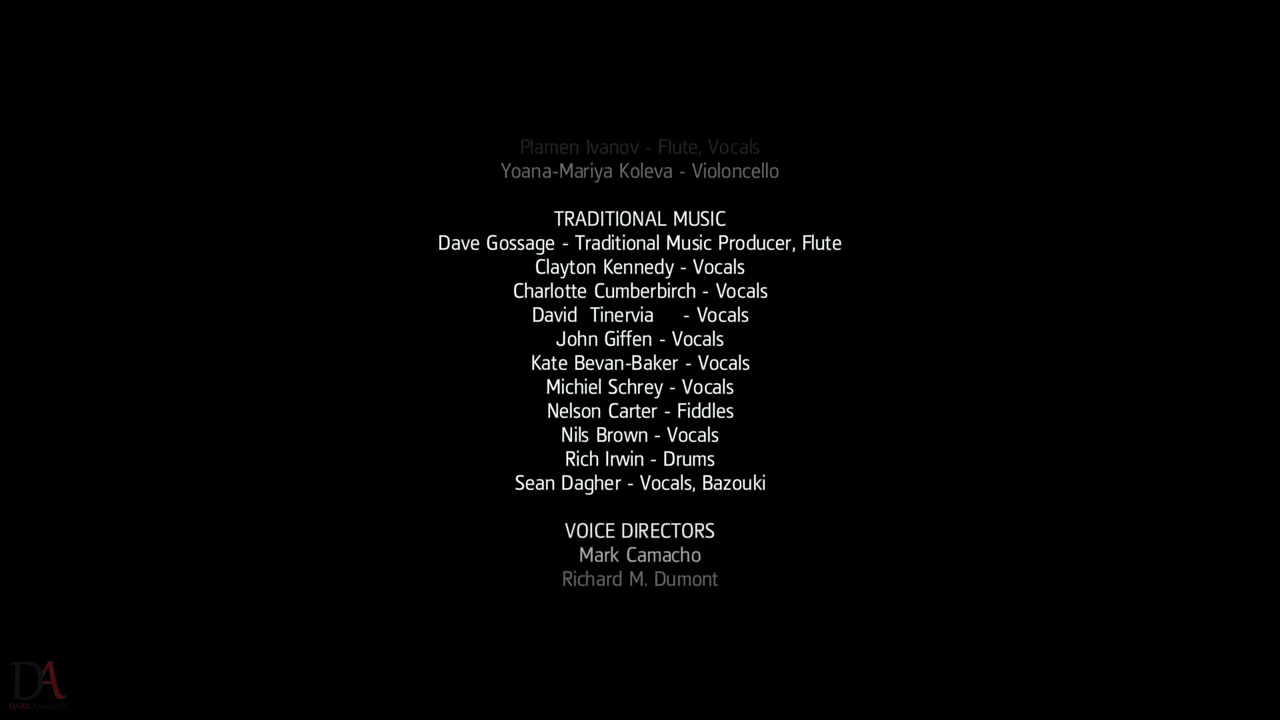 Plamen Ivanov - Flute, Vocals
Yoana-Mariya Koleva - Violoncello
TRADITIONAL MUSIC
Dave Gossage - Traditional Music Producer, Flute
Clayton Kennedy - Vocals
Charlotte Cumberbirch - Vocals
David Tinervia - Vocals
John Giffen - Vocals
Kate Bevan-Baker - Vocals
Michiel Schrey - Vocals
Nelson Carter - Fiddles
Nils Brown - Vocals
Rich Irwin - Drums
Sean Dagher - Vocals, Bazouki
VOICE DIRECTORS
Mark Camacho
Richard M. Dumont
DA